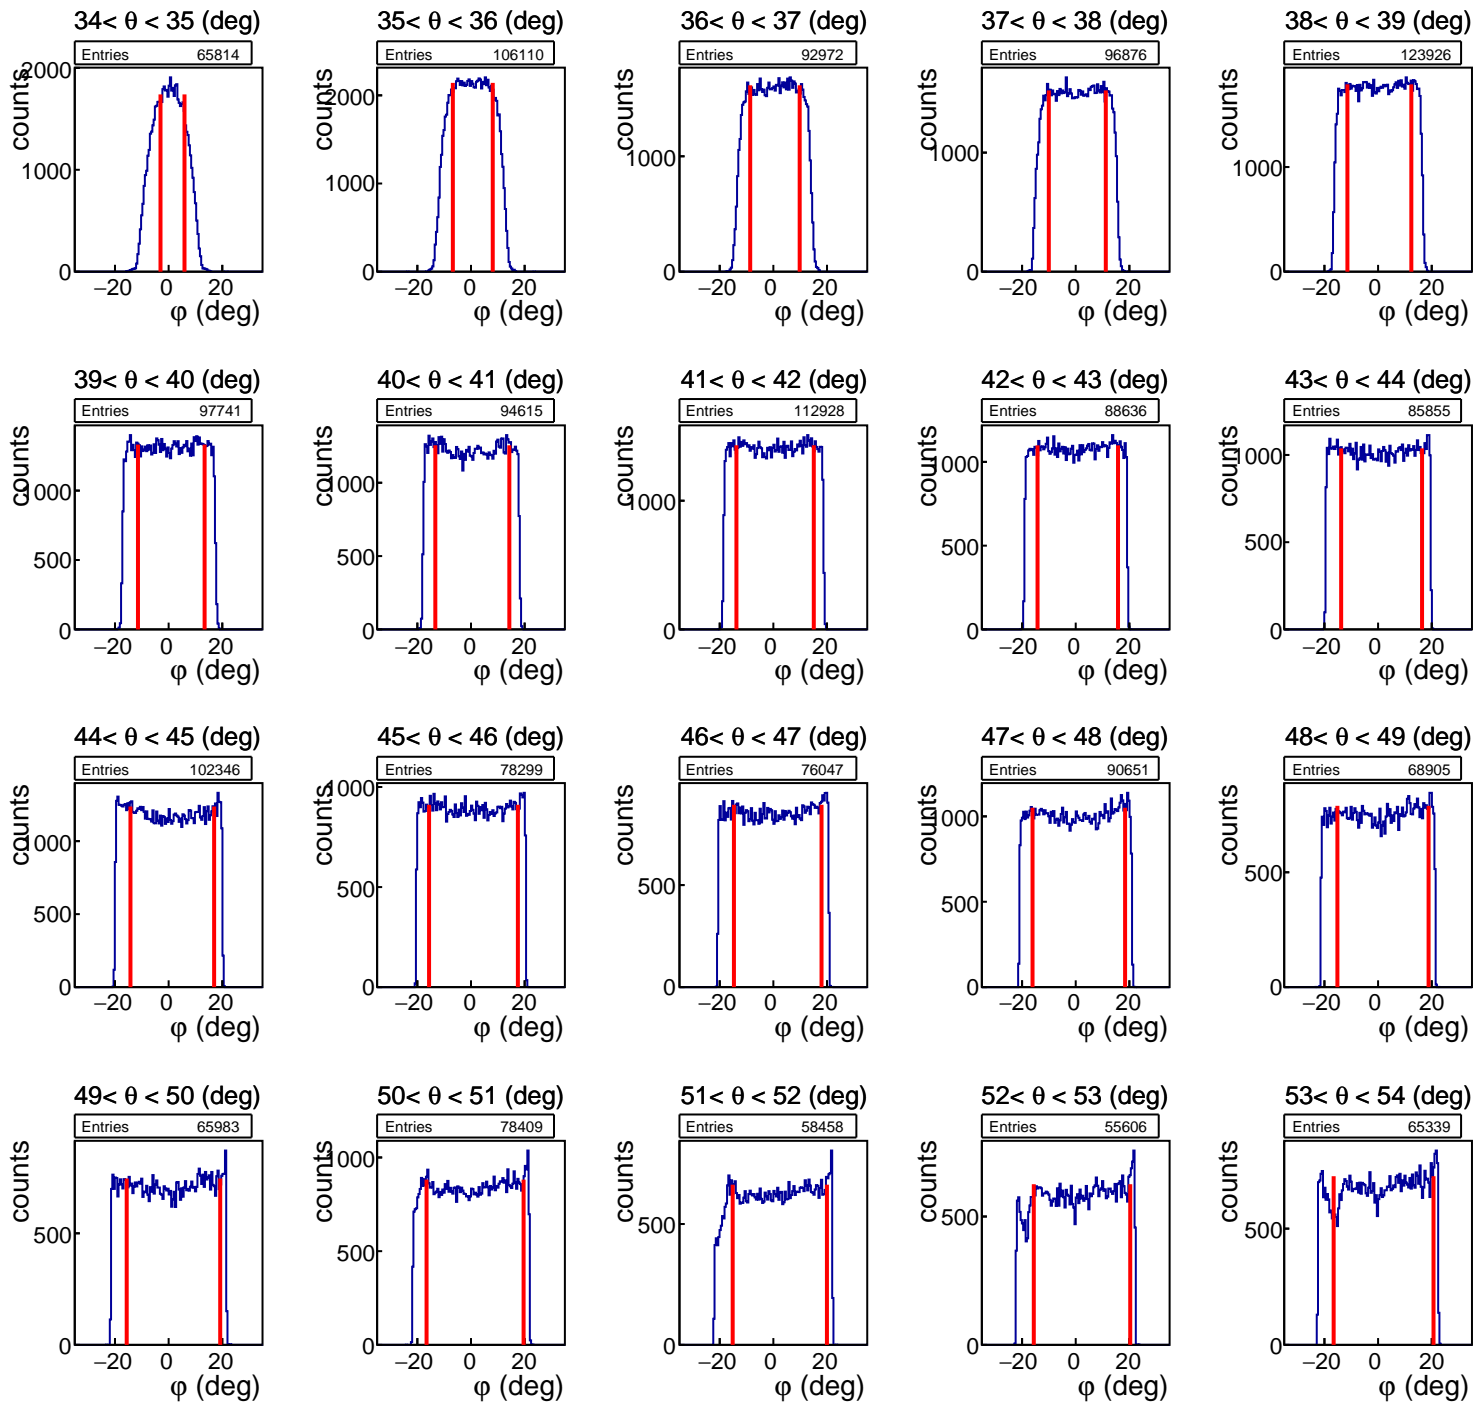 34< θ < 35 (deg)
Entries 65814
counts
2000
1000
0
−20 0 20
φ (deg)
35< θ < 36 (deg)
Entries 106110
counts
2000
1000
0
−20 0 20
φ (deg)
36< θ < 37 (deg)
Entries 92972
counts
1000
0
−20 0 20
φ (deg)
37< θ < 38 (deg)
Entries 96876
counts
1000
0
−20 0 20
φ (deg)
38< θ < 39 (deg)
Entries 123926
counts
1000
0
−20 0 20
φ (deg)
39< θ < 40 (deg)
Entries 97741
counts
1000
500
0
−20 0 20
φ (deg)
40< θ < 41 (deg)
Entries 94615
counts
1000
500
0
−20 0 20
φ (deg)
41< θ < 42 (deg)
Entries 112928
counts
1000
0
−20 0 20
φ (deg)
42< θ < 43 (deg)
Entries 88636
counts
1000
500
0
−20 0 20
φ (deg)
43< θ < 44 (deg)
Entries 85855
counts
1000
500
0
−20 0 20
φ (deg)
44< θ < 45 (deg)
Entries 102346
counts
1000
500
0
−20 0 20
φ (deg)
45< θ < 46 (deg)
Entries 78299
counts
1000
500
0
−20 0 20
φ (deg)
46< θ < 47 (deg)
Entries 76047
counts
500
0
−20 0 20
φ (deg)
47< θ < 48 (deg)
Entries 90651
counts
1000
500
0
−20 0 20
φ (deg)
48< θ < 49 (deg)
Entries 68905
counts
500
0
−20 0 20
φ (deg)
49< θ < 50 (deg)
Entries 65983
counts
500
0
−20 0 20
φ (deg)
50< θ < 51 (deg)
Entries 78409
counts
1000
500
0
−20 0 20
φ (deg)
51< θ < 52 (deg)
Entries 58458
counts
500
0
−20 0 20
φ (deg)
52< θ < 53 (deg)
Entries 55606
counts
500
0
−20 0 20
φ (deg)
53< θ < 54 (deg)
Entries 65339
counts
500
0
−20 0 20
φ (deg)